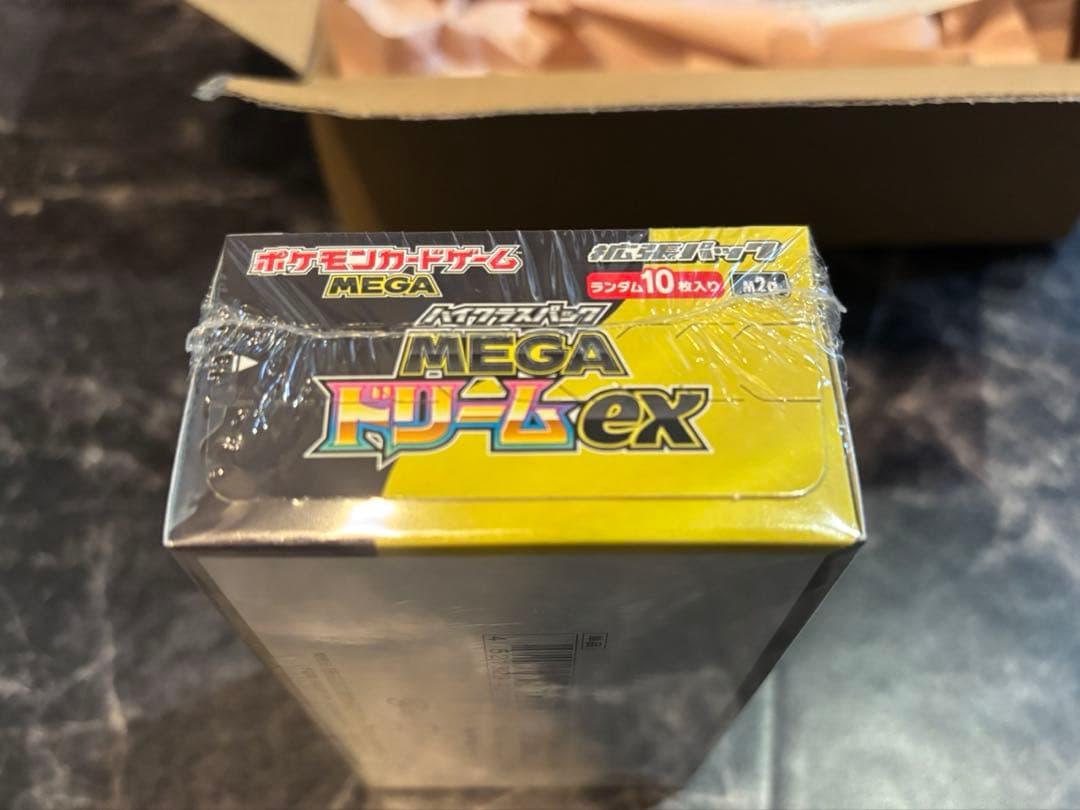 ポケモンカードゲーム
MEGA
拡張パック
ランダム10枚入り
M2a
ハイクラスパック
MEGA
ドリームex